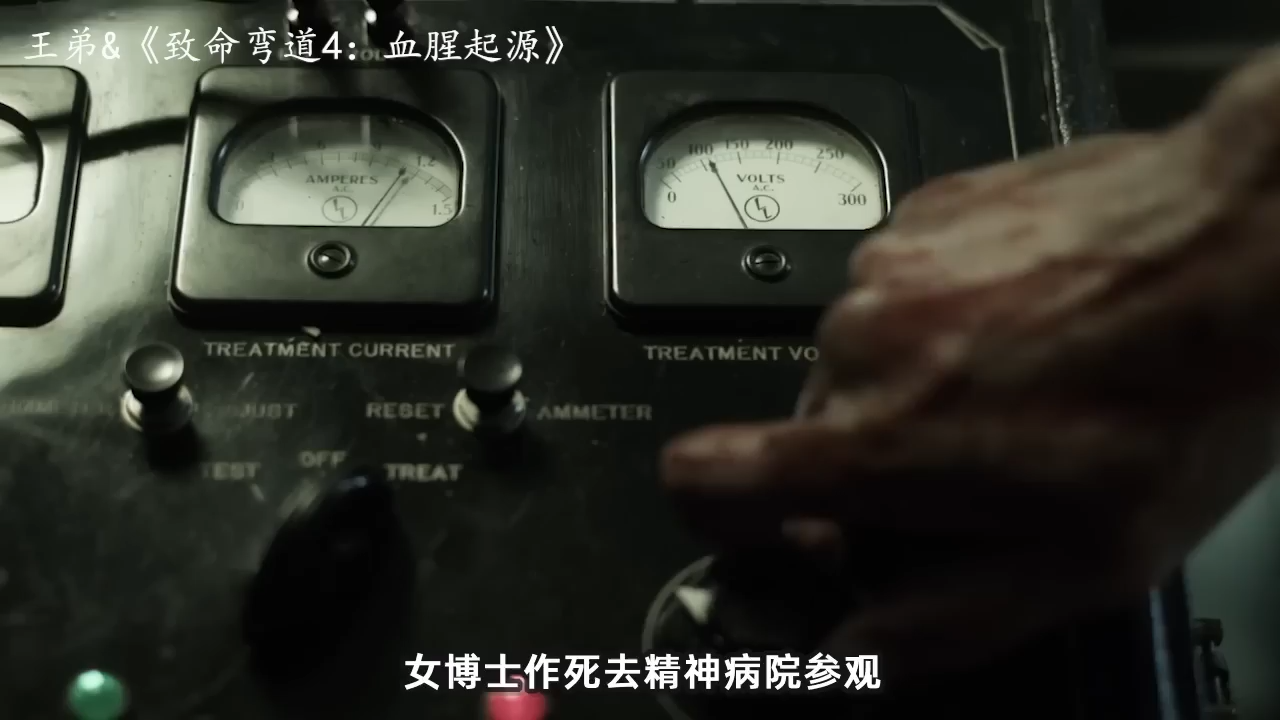 王弟&《致命弯道4：血腥起源》
1.2
AMPERES
A.C.
1.5
50 100 150 200 250
VOLTS
A.C.
0 300
TREATMENT CURRENT
TREATMENT VO
RESET AMMETER
TEST OFF TREAT
女博士作死去精神病院参观